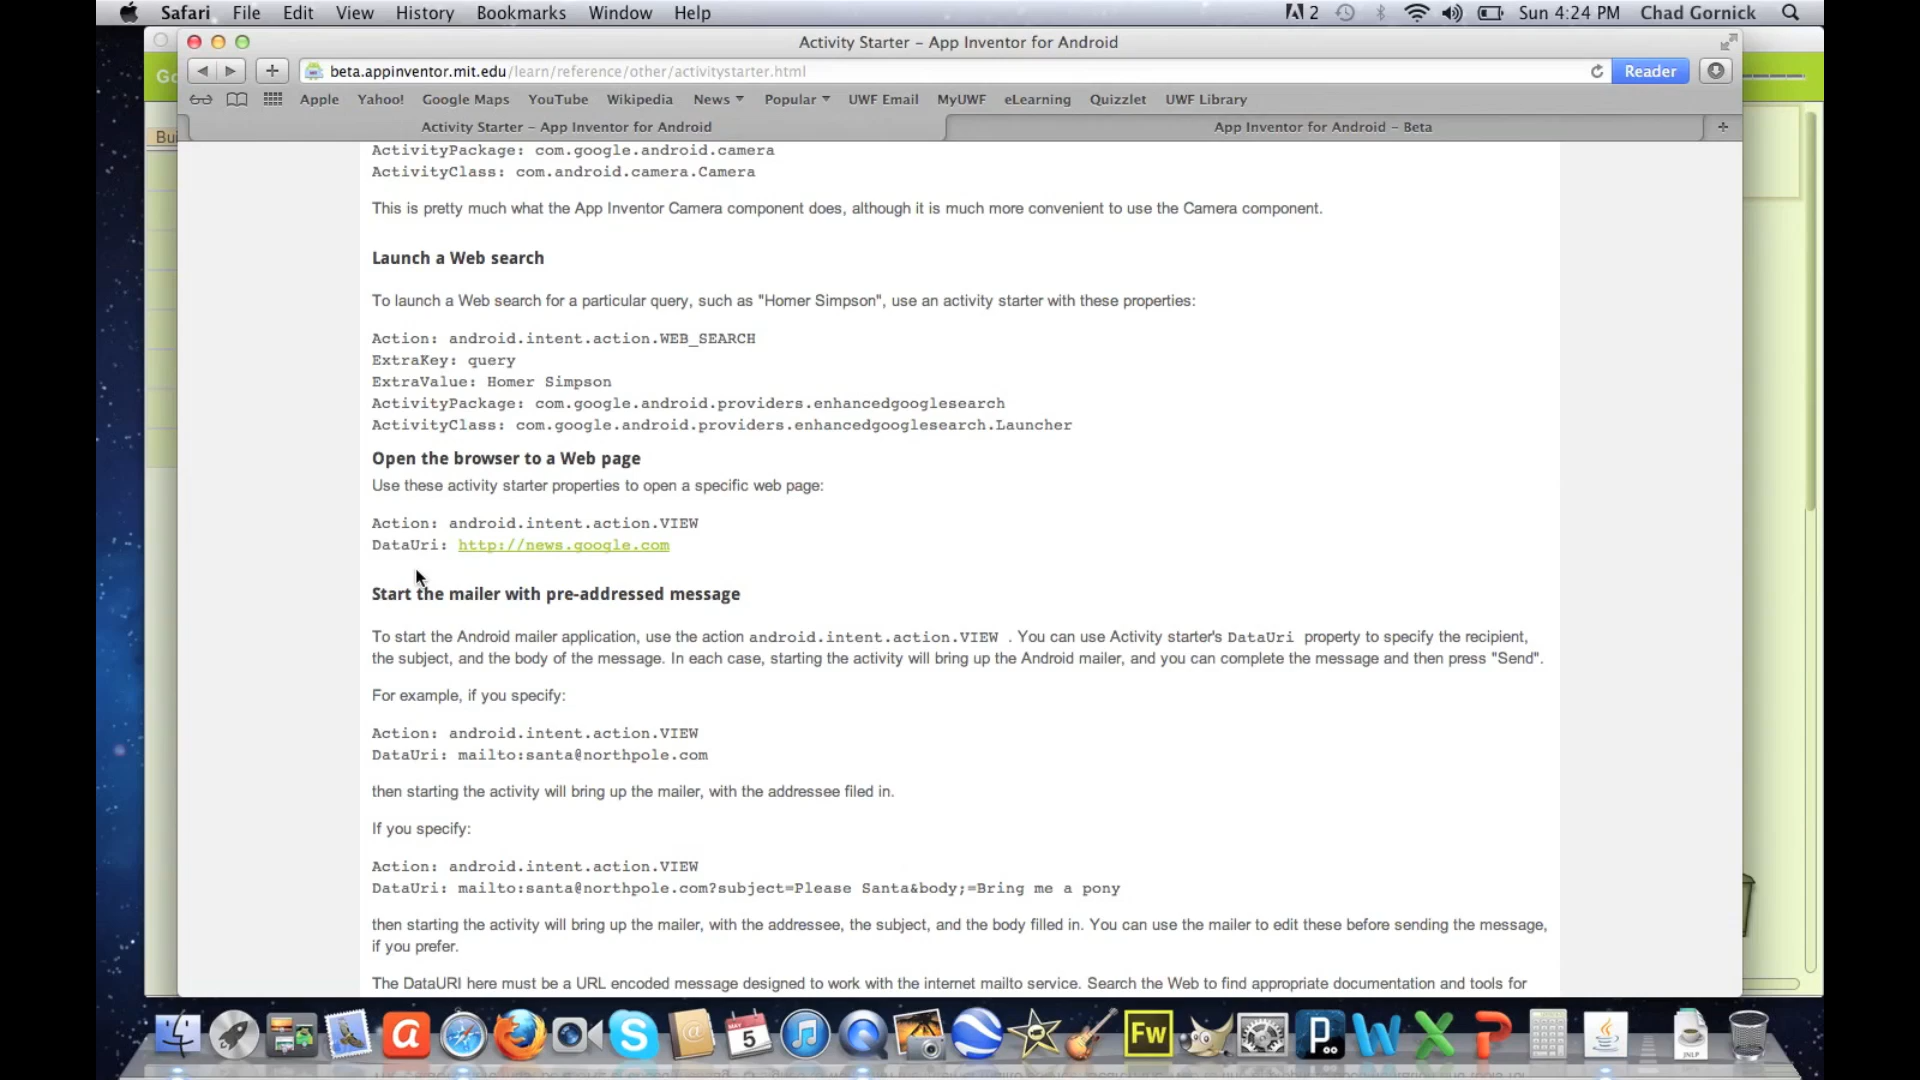 Safari File Edit View History Bookmarks Window Help
2 Sun 4:24 PM Chad Gornick
Activity Starter – App Inventor for Android
beta.appinventor.mit.edu/learn/reference/other/activitystarter.html
Reader
Apple Yahoo! Google Maps YouTube Wikipedia News Popular UWF Email MyUWF eLearning Quizzlet UWF Library
Activity Starter – App Inventor for Android
App Inventor for Android – Beta
Go
Bui
ActivityPackage: com.google.android.camera
ActivityClass: com.android.camera.Camera
This is pretty much what the App Inventor Camera component does, although it is much more convenient to use the Camera component.
Launch a Web search
To launch a Web search for a particular query, such as "Homer Simpson", use an activity starter with these properties:
Action: android.intent.action.WEB_SEARCH
ExtraKey: query
ExtraValue: Homer Simpson
ActivityPackage: com.google.android.providers.enhancedgooglesearch
ActivityClass: com.google.android.providers.enhancedgooglesearch.Launcher
Open the browser to a Web page
Use these activity starter properties to open a specific web page:
Action: android.intent.action.VIEW
DataUri: http://news.google.com
Start the mailer with pre-addressed message
To start the Android mailer application, use the action android.intent.action.VIEW . You can use Activity starter's DataUri property to specify the recipient,
the subject, and the body of the message. In each case, starting the activity will bring up the Android mailer, and you can complete the message and then press "Send".
For example, if you specify:
Action: android.intent.action.VIEW
DataUri: mailto:santa@northpole.com
then starting the activity will bring up the mailer, with the addressee filed in.
If you specify:
Action: android.intent.action.VIEW
DataUri: mailto:santa@northpole.com?subject=Please Santa&body;=Bring me a pony
then starting the activity will bring up the mailer, with the addressee, the subject, and the body filled in. You can use the mailer to edit these before sending the message,
if you prefer.
The DataURI here must be a URL encoded message designed to work with the internet mailto service. Search the Web to find appropriate documentation and tools for
MAY
5
Fw
JNLP